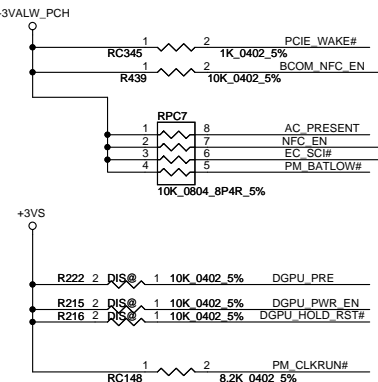 +3VALW_PCH
RC345 1 2 1K_0402_5% PCIE_WAKE#
R439 1 2 10K_0402_5% BCOM_NFC_EN
RPC7
1 8 AC_PRESENT
2 7 NFC_EN
3 6 EC_SCI#
4 5 PM_BATLOW#
10K_0804_8P4R_5%
+3VS
R222 2 DIS@ 1 10K_0402_5% DGPU_PRE
R215 2 DIS@ 1 10K_0402_5% DGPU_PWR_EN
R216 2 DIS@ 1 10K_0402_5% DGPU_HOLD_RST#
RC148 1 2 8.2K_0402_5% PM_CLKRUN#